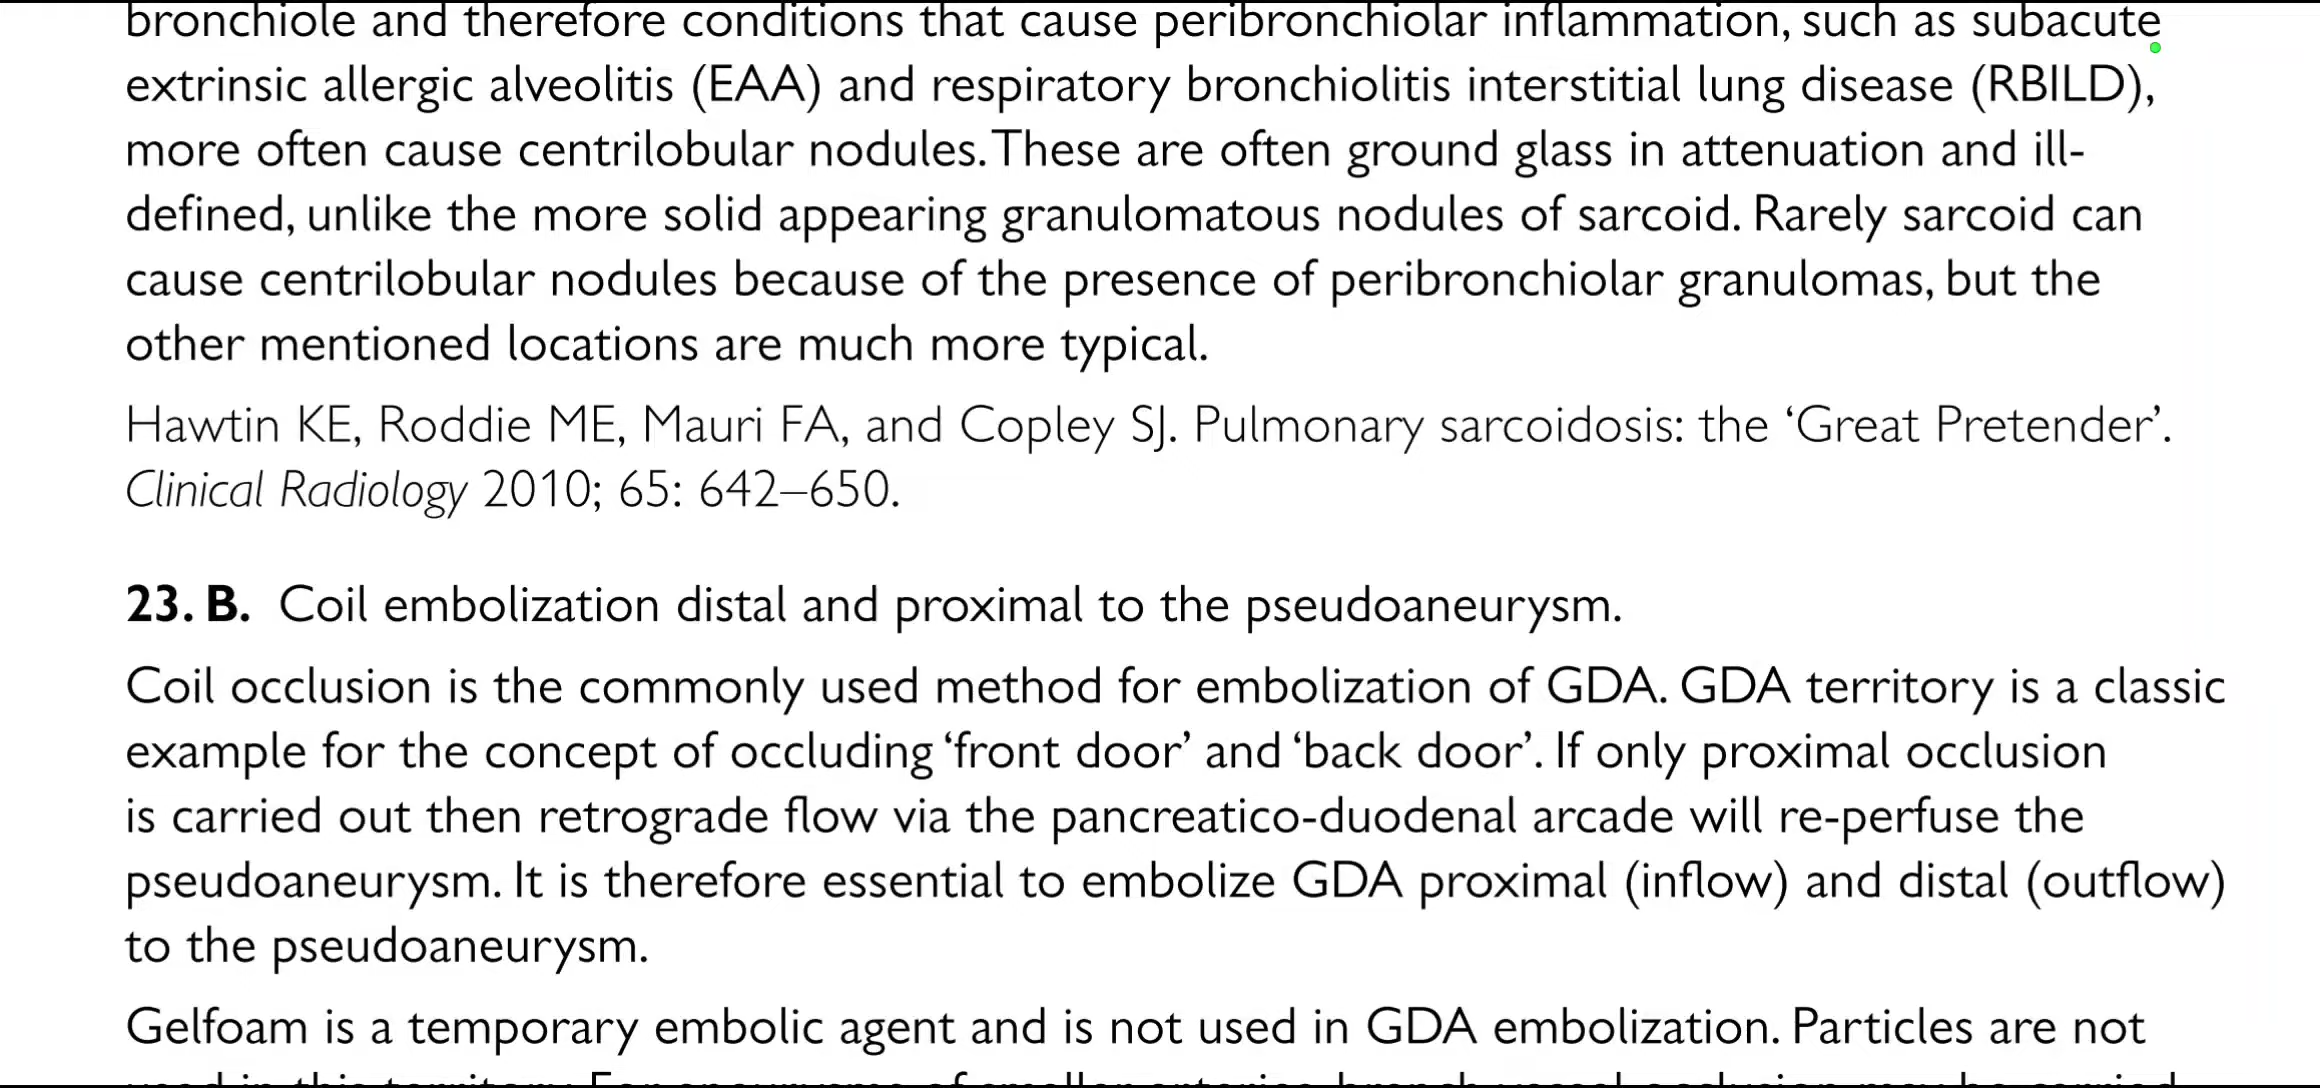 bronchiole and therefore conditions that cause peribronchiolar inflammation, such as subacute
extrinsic allergic alveolitis (EAA) and respiratory bronchiolitis interstitial lung disease (RBILD),
more often cause centrilobular nodules. These are often ground glass in attenuation and ill-
defined, unlike the more solid appearing granulomatous nodules of sarcoid. Rarely sarcoid can
cause centrilobular nodules because of the presence of peribronchiolar granulomas, but the
other mentioned locations are much more typical.
Hawtin KE, Roddie ME, Mauri FA, and Copley SJ. Pulmonary sarcoidosis: the ‘Great Pretender’.
Clinical Radiology 2010; 65: 642–650.
23. B. Coil embolization distal and proximal to the pseudoaneurysm.
Coil occlusion is the commonly used method for embolization of GDA. GDA territory is a classic
example for the concept of occluding ‘front door’ and ‘back door’. If only proximal occlusion
is carried out then retrograde flow via the pancreatico-duodenal arcade will re-perfuse the
pseudoaneurysm. It is therefore essential to embolize GDA proximal (inflow) and distal (outflow)
to the pseudoaneurysm.
Gelfoam is a temporary embolic agent and is not used in GDA embolization. Particles are not